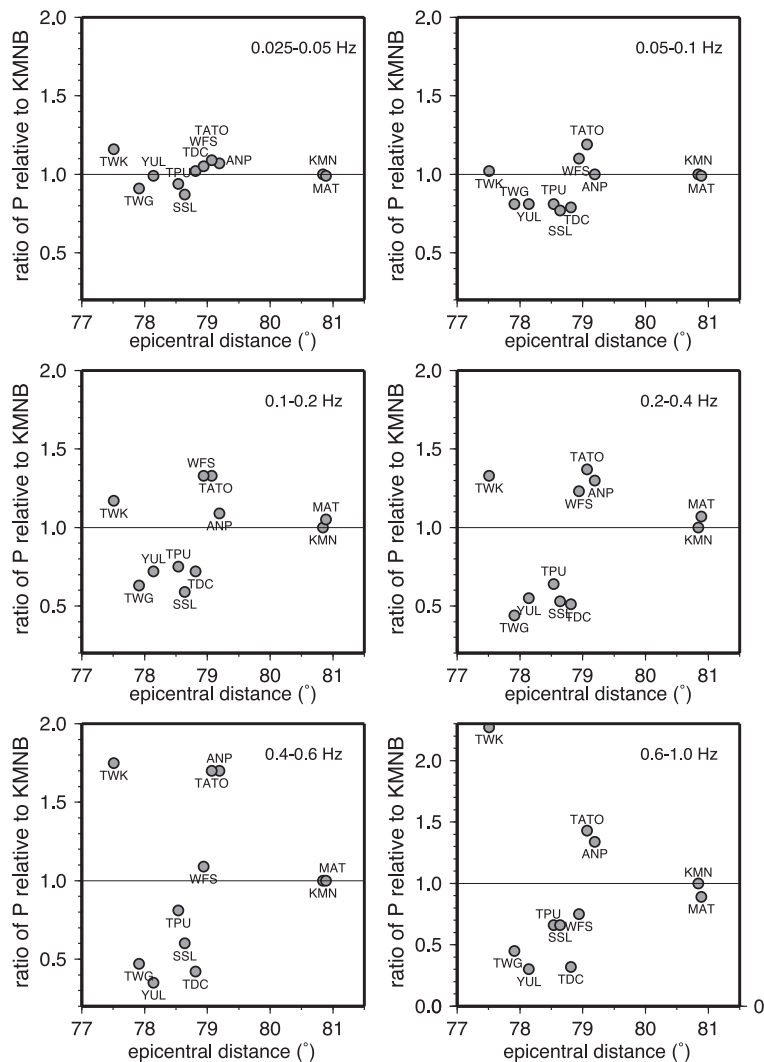 2.0
0.025-0.05 Hz
ratio of P relative to KMNB
1.5
TATO
WFS
TDC
ANP
YUL
TPU
TWK
TWG
SSL
KMN
MAT
1.0
0.5
77 78 79 80 81
epicentral distance (°)
2.0
0.05-0.1 Hz
ratio of P relative to KMNB
1.5
TATO
WFS
ANP
TWK
TWG
YUL
TPU
TDC
SSL
KMN
MAT
1.0
0.5
77 78 79 80 81
epicentral distance (°)
2.0
0.1-0.2 Hz
ratio of P relative to KMNB
1.5
WFS
TATO
TWK
ANP
MAT
KMN
1.0
YUL
TPU
TWG
TDC
SSL
0.5
77 78 79 80 81
epicentral distance (°)
2.0
0.2-0.4 Hz
ratio of P relative to KMNB
1.5
TATO
TWK
ANP
WFS
MAT
KMN
1.0
TPU
YUL
SSL
TDC
TWG
0.5
77 78 79 80 81
epicentral distance (°)
2.0
0.4-0.6 Hz
ratio of P relative to KMNB
TWK
ANP
TATO
1.5
WFS
MAT
KMN
1.0
TPU
SSL
TWG
TDC
YUL
0.5
77 78 79 80 81
epicentral distance (°)
TWK
0.6-1.0 Hz
2.0
ratio of P relative to KMNB
1.5
TATO
ANP
KMN
MAT
1.0
TPU
WFS
SSL
TWG
YUL
TDC
0.5
0.0
0
77 78 79 80 81
epicentral distance (°)